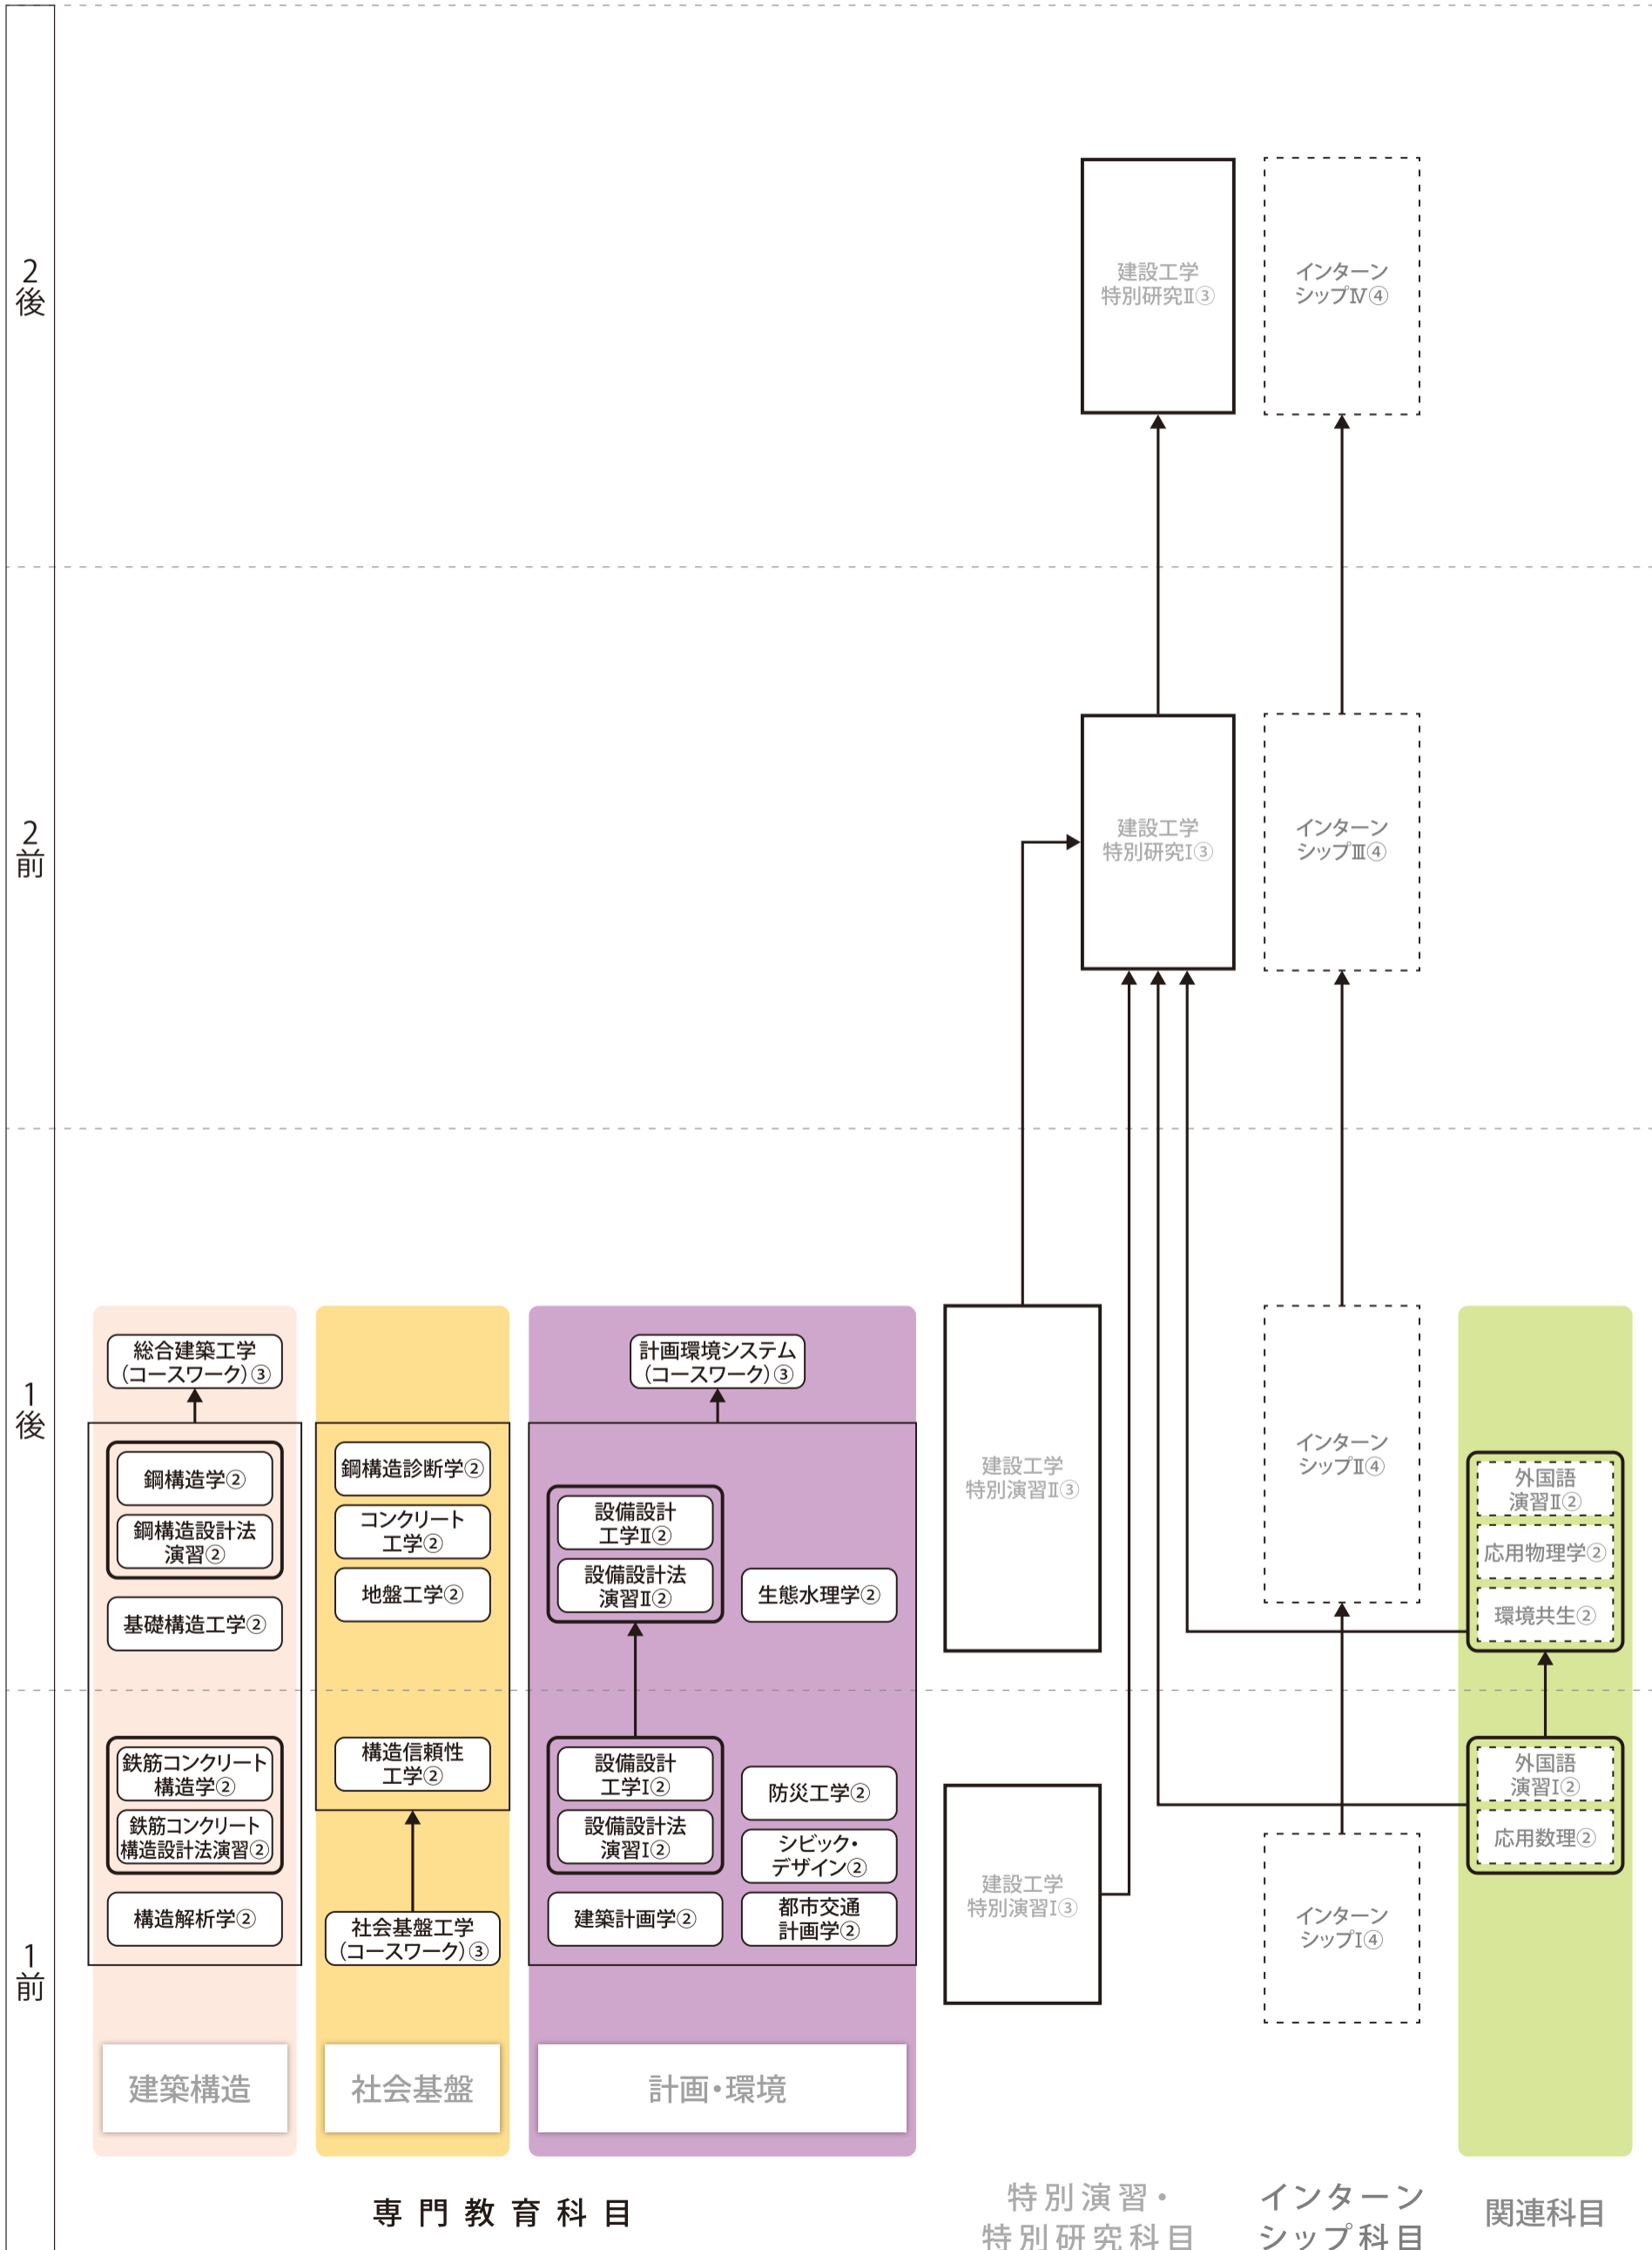 2後
建設工学
特別研究Ⅱ③
インターン
シップⅣ④
2前
建設工学
特別研究Ⅰ③
インターン
シップⅢ④
1後
総合建築工学
(コースワーク)③
鋼構造学②
鋼構造設計法
演習②
基礎構造工学②
鋼構造診断学②
コンクリート
工学②
地盤工学②
計画環境システム
(コースワーク)③
設備設計
工学Ⅱ②
設備設計法
演習Ⅱ②
生態水理学②
建設工学
特別演習Ⅱ③
インターン
シップⅡ④
外国語
演習Ⅱ②
応用物理学②
環境共生②
1前
鉄筋コンクリート
構造学②
鉄筋コンクリート
構造設計法演習②
構造解析学②
構造信頼性
工学②
社会基盤工学
(コースワーク)③
設備設計
工学Ⅰ②
設備設計法
演習Ⅰ②
建築計画学②
防災工学②
シビック・
デザイン②
都市交通
計画学②
建設工学
特別演習Ⅰ③
インターン
シップⅠ④
外国語
演習Ⅰ②
応用数理②
建築構造
社会基盤
計画・環境
専門教育科目
特別演習・
特別研究科目
インターン
シップ科目
関連科目